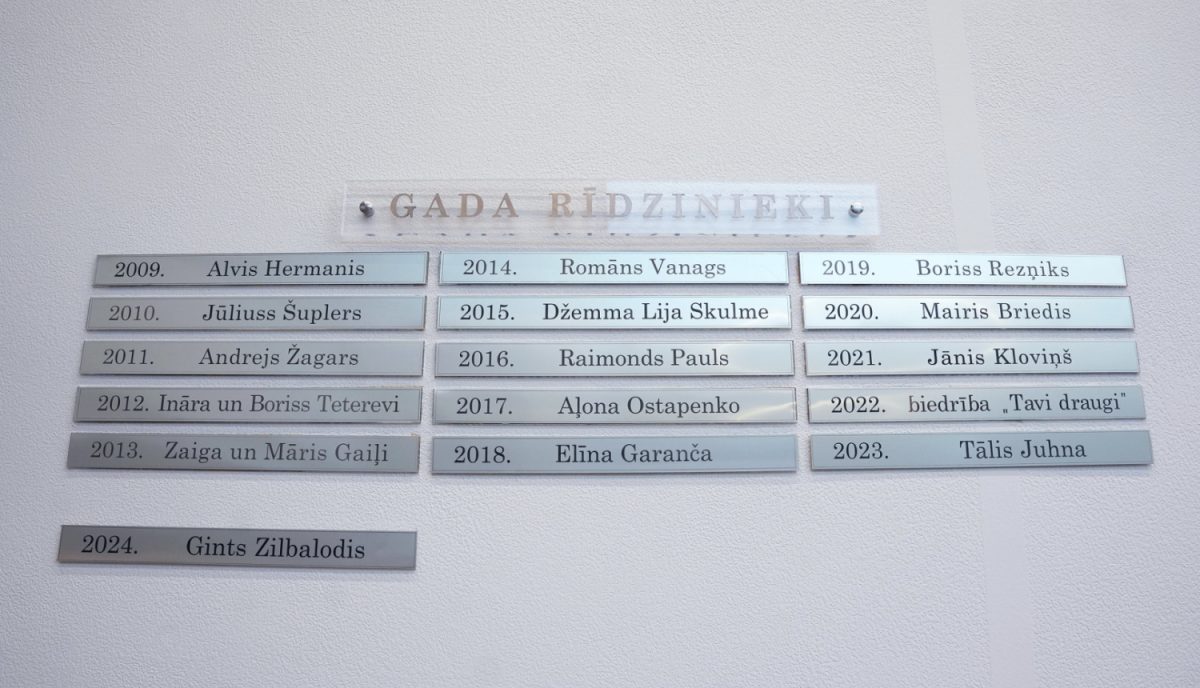 GADA RĪDZINIEKI
2009. Alvis Hermanis
2010. Jūliuss Šuplers
2011. Andrejs Žagars
2012. Ināra un Boriss Teterevi
2013. Zaiga un Māris Gaiļi
2014. Romāns Vanags
2015. Džemma Lija Skulme
2016. Raimonds Pauls
2017. Aļona Ostapenko
2018. Elīna Garanča
2019. Boriss Rezņiks
2020. Mairis Briedis
2021. Jānis Kloviņš
2022. biedrība „Tavi draugi"
2023. Tālis Juhna
2024. Gints Zilbalodis